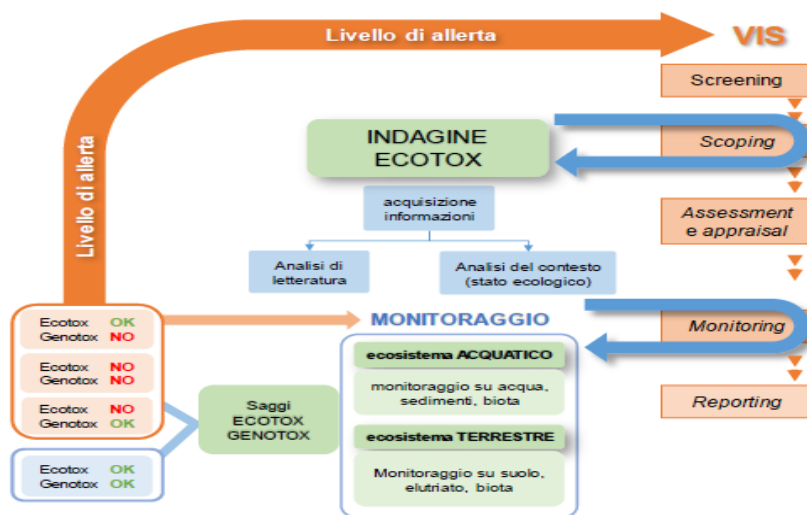 Livello di allerta
VIS
Livello di allerta
Screening
INDAGINE
ECOTOX
Scoping
acquisizione
informazioni
Assessment
e appraisal
Analisi di
letteratura
Analisi del contesto
(stato ecologico)
MONITORAGGIO
Monitoring
Ecotox OK
Genotox NO
Ecotox NO
Genotox NO
Ecotox NO
Genotox OK
Ecotox OK
Genotox OK
Saggi
ECOTOX
GENOTOX
ecosistema ACQUATICO
monitoraggio su acqua,
sedimenti, biota
ecosistema TERRESTRE
Monitoraggio su suolo,
elutriato, biota
Reporting